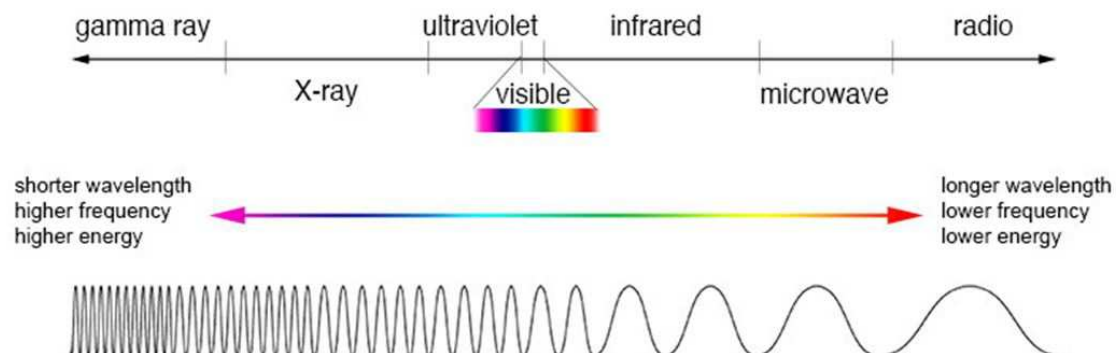 gamma ray ultraviolet infrared radio
X-ray visible microwave
shorter wavelength
higher frequency
higher energy
longer wavelength
lower frequency
lower energy